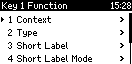 Key 1 Function 15:28
1 Context >
2 Type >
3 Short Label >
4 Short Label Mode >